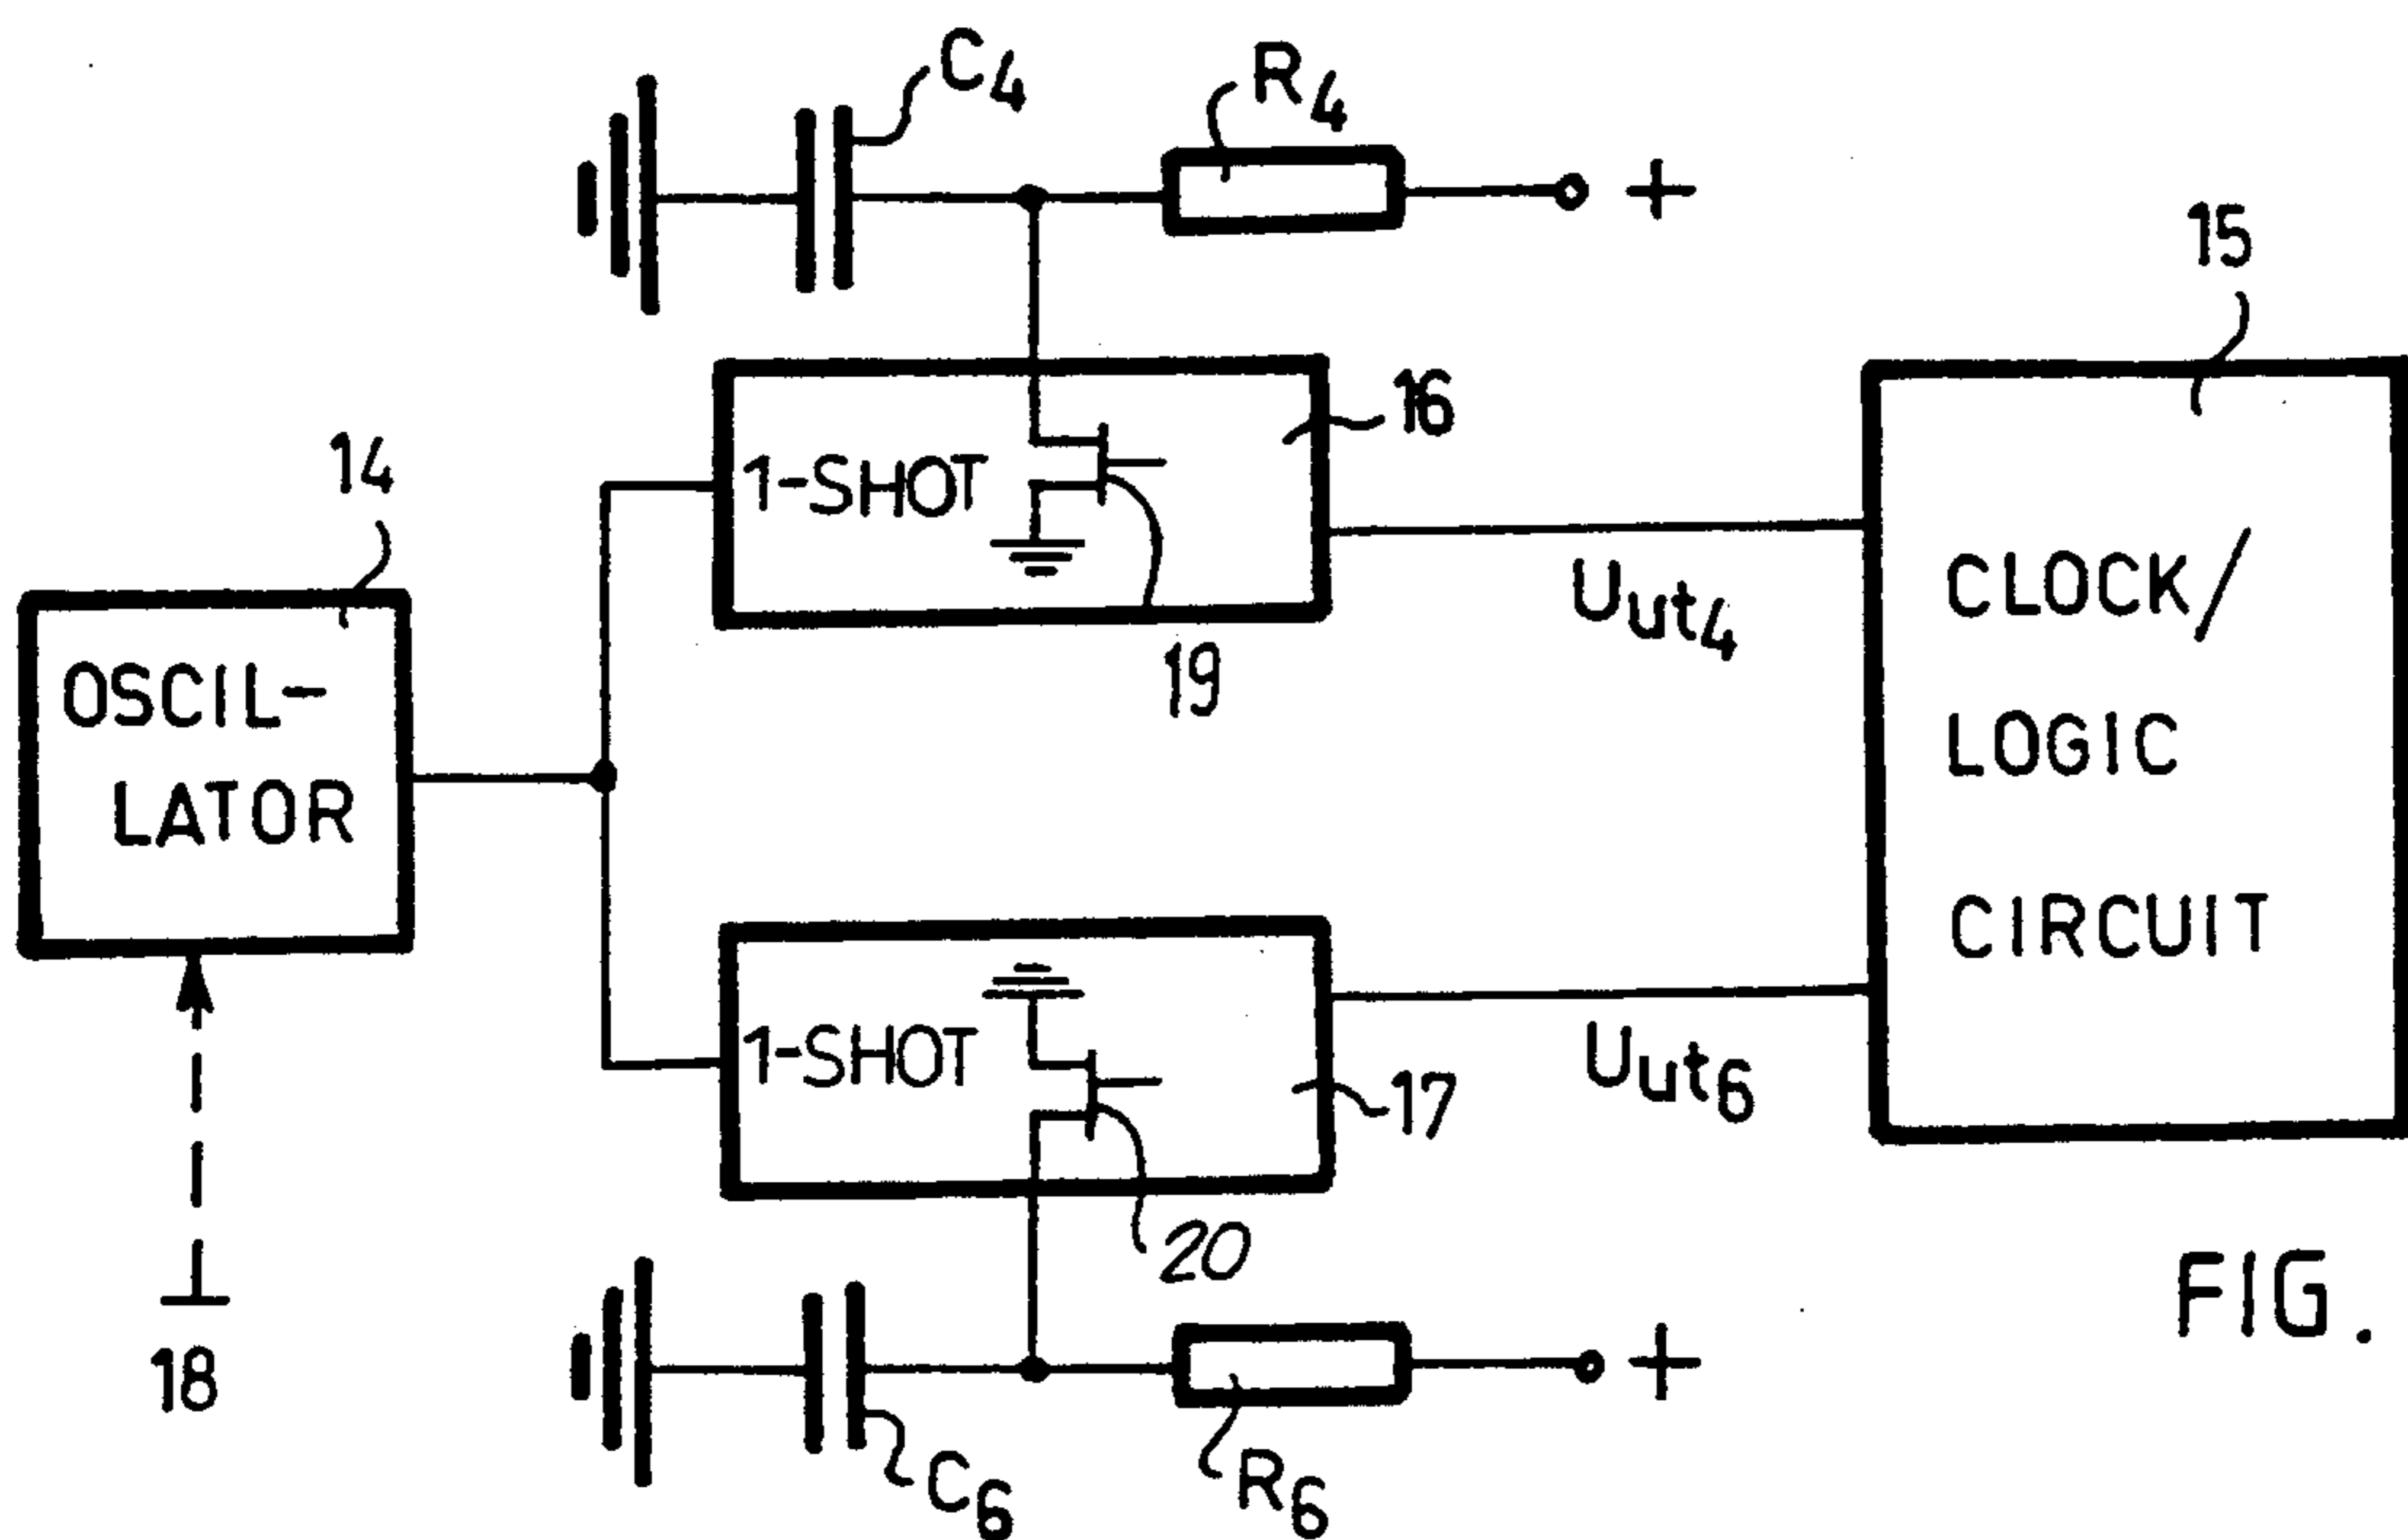 C4
R4
+
15
16
14
1-SHOT
CLOCK/
Uut4
19
OSCIL-
LATOR
LOGIC
CIRCUIT
1-SHOT
17
Uut6
20
FIG.
18
+
C6
R6